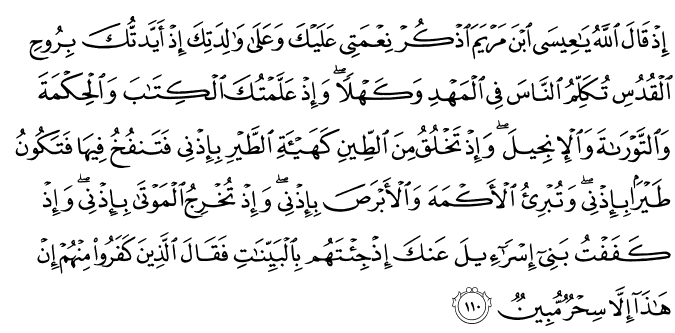 إِذْ قَالَ ٱللَّهُ يَـٰعِيسَى ٱبْنَ مَرْيَمَ ٱذْكُرْ نِعْمَتِى عَلَيْكَ وَعَلَىٰ وَٰلِدَتِكَ إِذْ أَيَّدتُّكَ بِرُوحِ
ٱلْقُدُسِ تُكَلِّمُ ٱلنَّاسَ فِى ٱلْمَهْدِ وَكَهْلًا ۖ وَإِذْ عَلَّمْتُكَ ٱلْكِتَـٰبَ وَٱلْحِكْمَةَ
وَٱلتَّوْرَىٰةَ وَٱلْإِنجِيلَ ۖ وَإِذْ تَخْلُقُ مِنَ ٱلطِّينِ كَهَيْـَٔةِ ٱلطَّيْرِ بِإِذْنِى فَتَنفُخُ فِيهَا فَتَكُونُ
طَيْرًۢا بِإِذْنِى ۖ وَتُبْرِئُ ٱلْأَكْمَهَ وَٱلْأَبْرَصَ بِإِذْنِى ۖ وَإِذْ تُخْرِجُ ٱلْمَوْتَىٰ بِإِذْنِى ۖ وَإِذْ
كَفَفْتُ بَنِىٓ إِسْرَٰٓءِيلَ عَنكَ إِذْ جِئْتَهُم بِٱلْبَيِّنَـٰتِ فَقَالَ ٱلَّذِينَ كَفَرُوا۟ مِنْهُمْ إِنْ
هَـٰذَآ إِلَّا سِحْرٌ مُّبِينٌ ١١٠